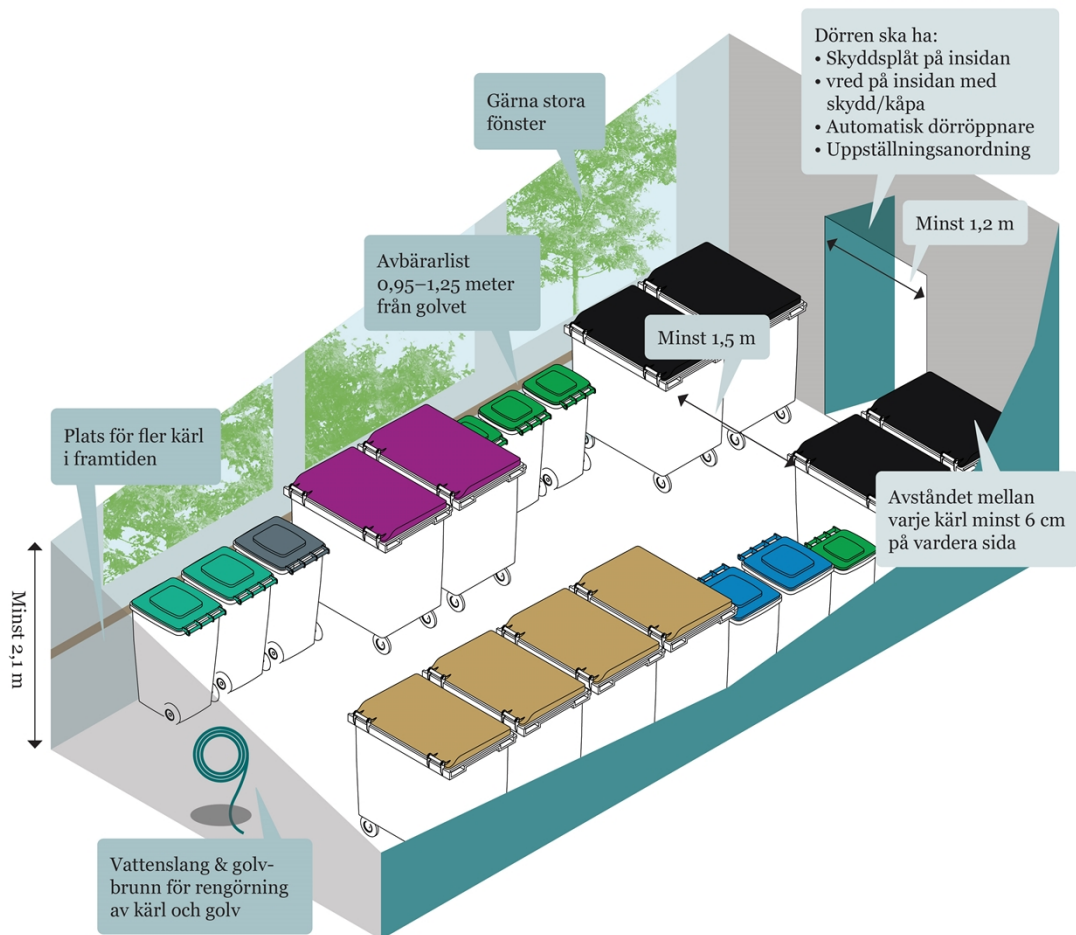 Dörren ska ha:
• Skyddsplåt på insidan
• vred på insidan med
skydd/kåpa
• Automatisk dörröppnare
• Uppställningsanordning
Gärna stora
fönster
Minst 1,2 m
Avbärarlist
0,95–1,25 meter
från golvet
Minst 1,5 m
Plats för fler kärl
i framtiden
Avståndet mellan
varje kärl minst 6 cm
på vardera sida
Minst 2,1 m
Vattenslang & golv-
brunn för rengörning
av kärl och golv